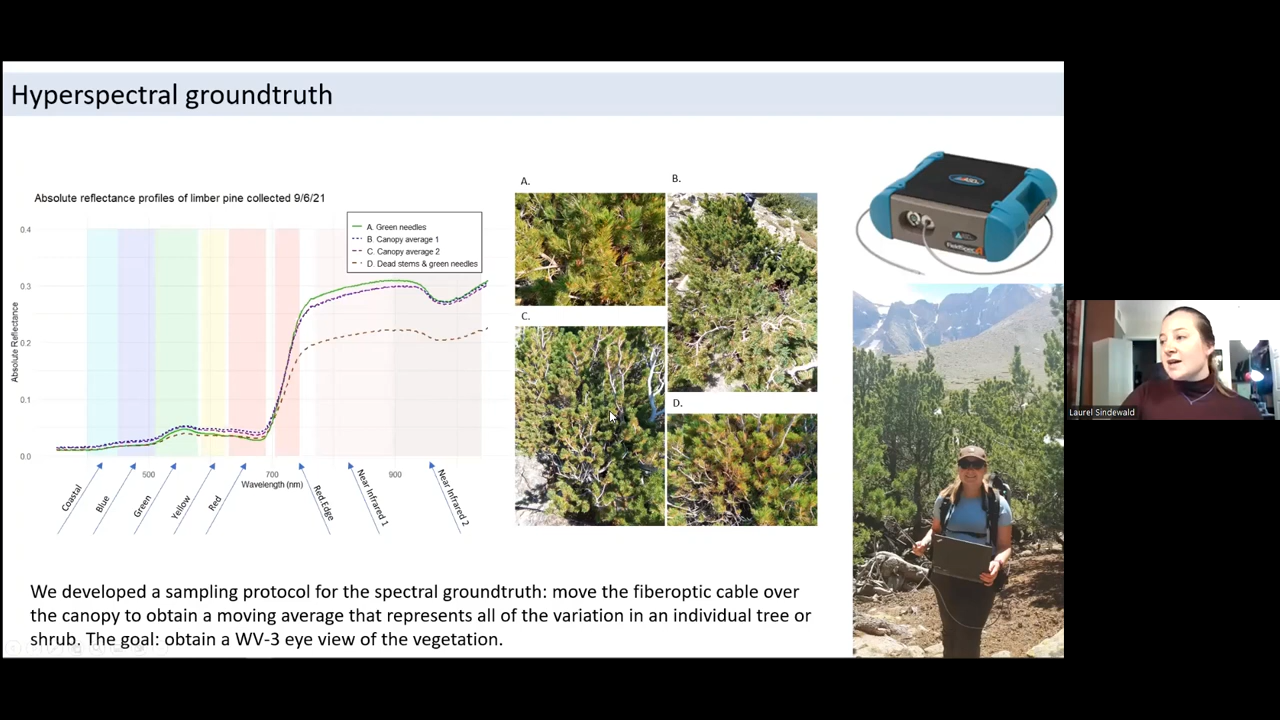 Hyperspectral groundtruth
Absolute reflectance profiles of limber pine collected 9/6/21
A. Green needles
B. Canopy average 1
C. Canopy average 2
D. Dead stems & green needles
0.4
0.3
0.2
0.1
0.0
Absolute Reflectance
500
700
900
Wavelength (nm)
Coastal
Blue
Green
Yellow
Red
Red Edge
Near Infrared 1
Near Infrared 2
A.
B.
C.
D.
ASD
FieldSpec
Laurel Sindewald
We developed a sampling protocol for the spectral groundtruth: move the fiberoptic cable over
the canopy to obtain a moving average that represents all of the variation in an individual tree or
shrub. The goal: obtain a WV-3 eye view of the vegetation.